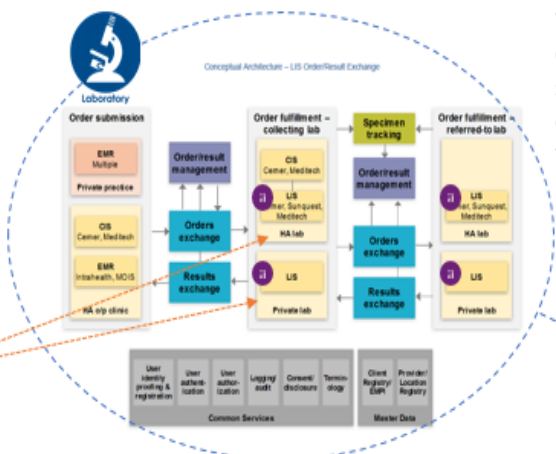 Laboratory
Conceptual Architecture – LIS Order/Result Exchange
Order submission
EMR
Multiple
Private practice
CIS
Cerner, Meditech
EMR
Intrahealth, MOIS
HA o/p clinic
Order/result
management
Orders
exchange
Results
exchange
Order fulfillment –
collecting lab
CIS
Cerner, Meditech
a
LIS
ner, Sunquest,
Meditech
HA lab
a
LIS
Private lab
Specimen
tracking
Order/result
management
Orders
exchange
Results
exchange
Order fulfillment –
referred-to lab
a
LIS
ner, Sunquest,
Meditech
HA lab
a
LIS
Private lab
User
identity
proofing &
registration
User
authent-
ication
User
author-
ization
Logging/
audit
Consent/
disclosure
Termin-
ology
Common Services
Client
Registry/
EMPI
Provider/
Location
Registry
Master Data